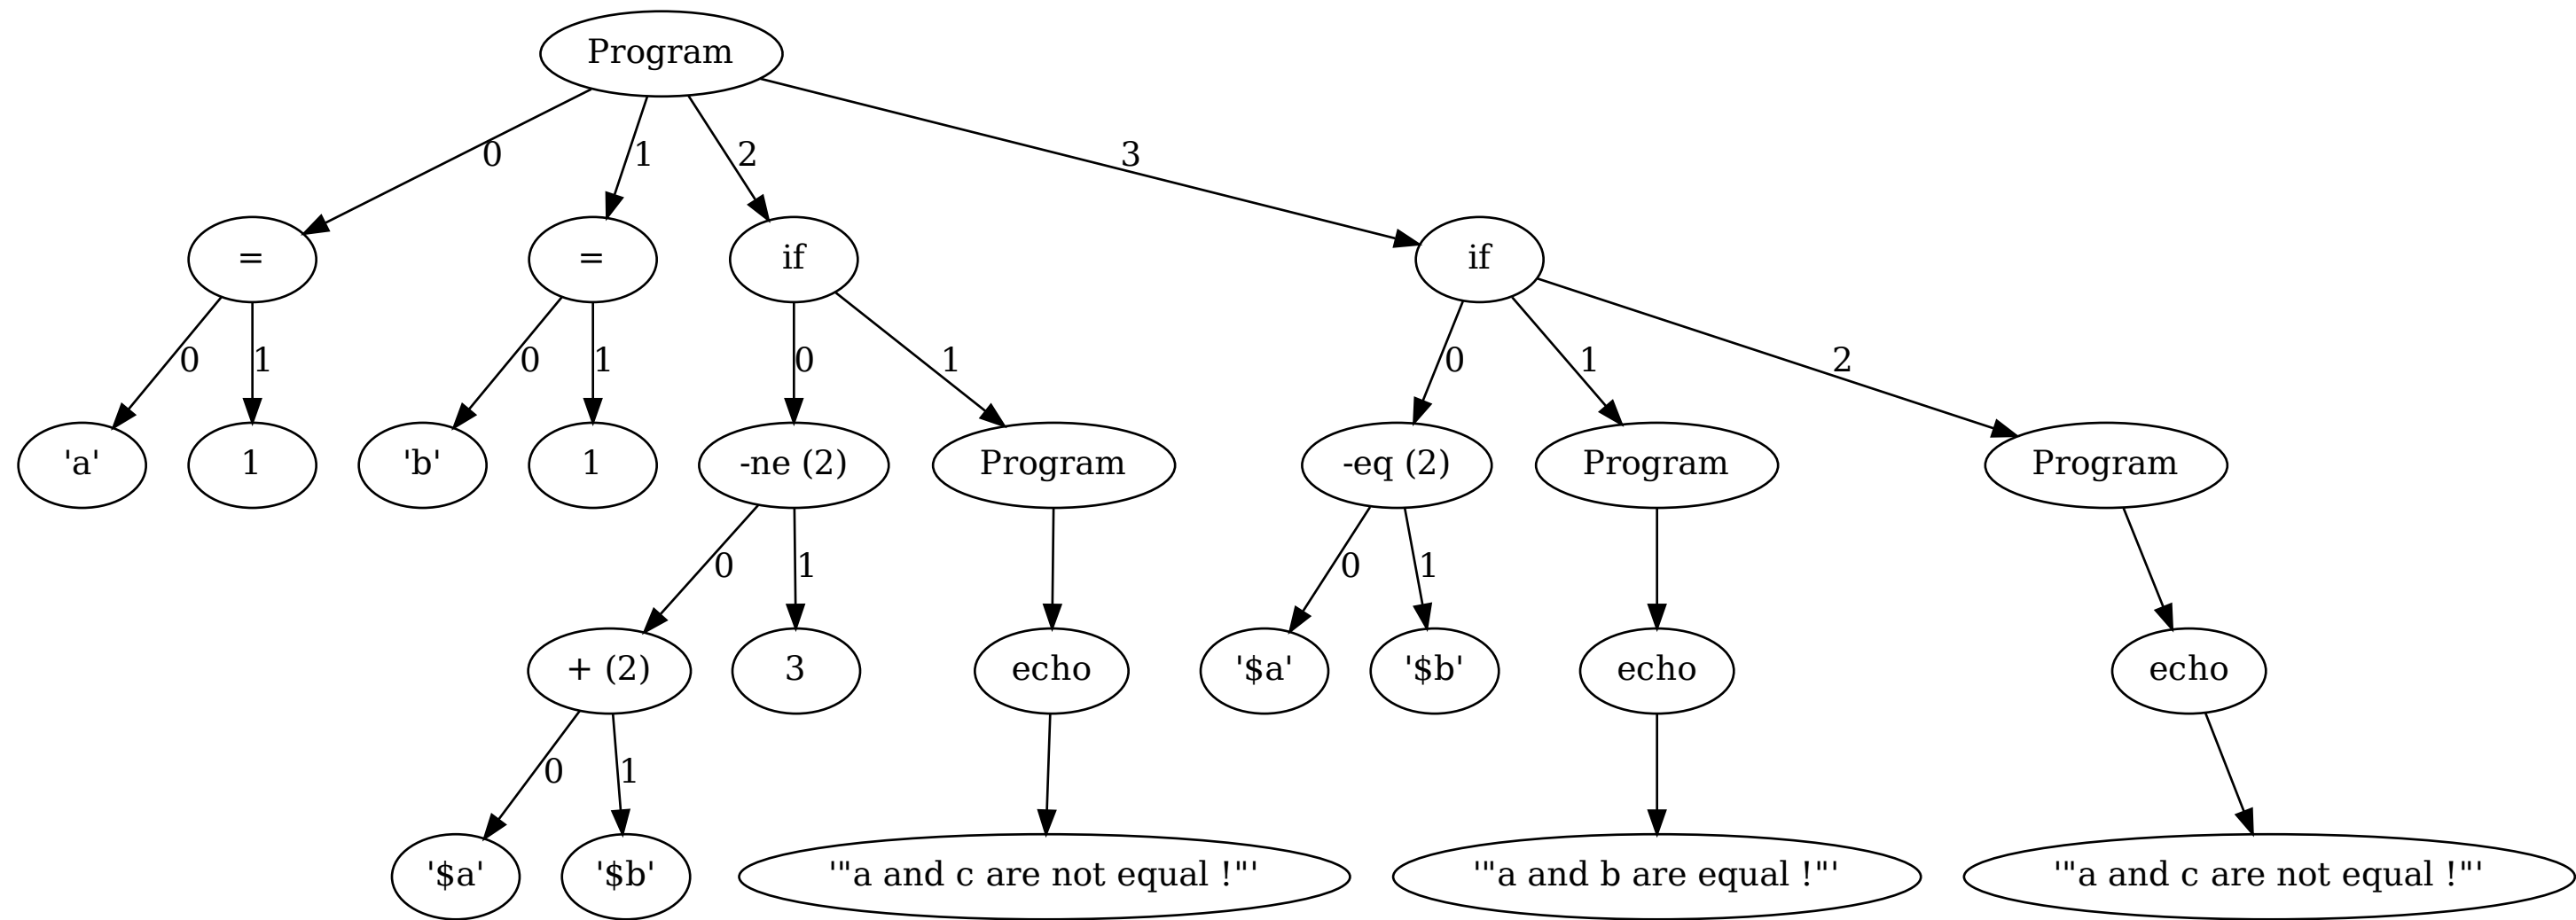 Program
0
1
2
3
=
=
if
if
0
1
0
1
0
1
0
1
2
'a'
1
'b'
1
-ne (2)
Program
-eq (2)
Program
Program
0
1
0
1
+ (2)
3
echo
'$a'
'$b'
echo
echo
0
1
'$a'
'$b'
'"a and c are not equal !"'
'"a and b are equal !"'
'"a and c are not equal !"'